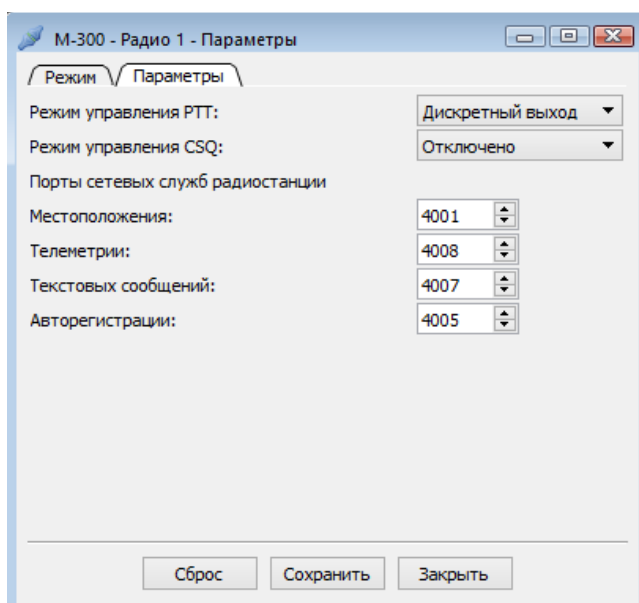 М-300 - Радио 1 - Параметры
Режим Параметры
Режим управления PTT: Дискретный выход
Режим управления CSQ: Отключено
Порты сетевых служб радиостанции
Местоположения: 4001
Телеметрии: 4008
Текстовых сообщений: 4007
Авторегистрации: 4005
Сброс Сохранить Закрыть